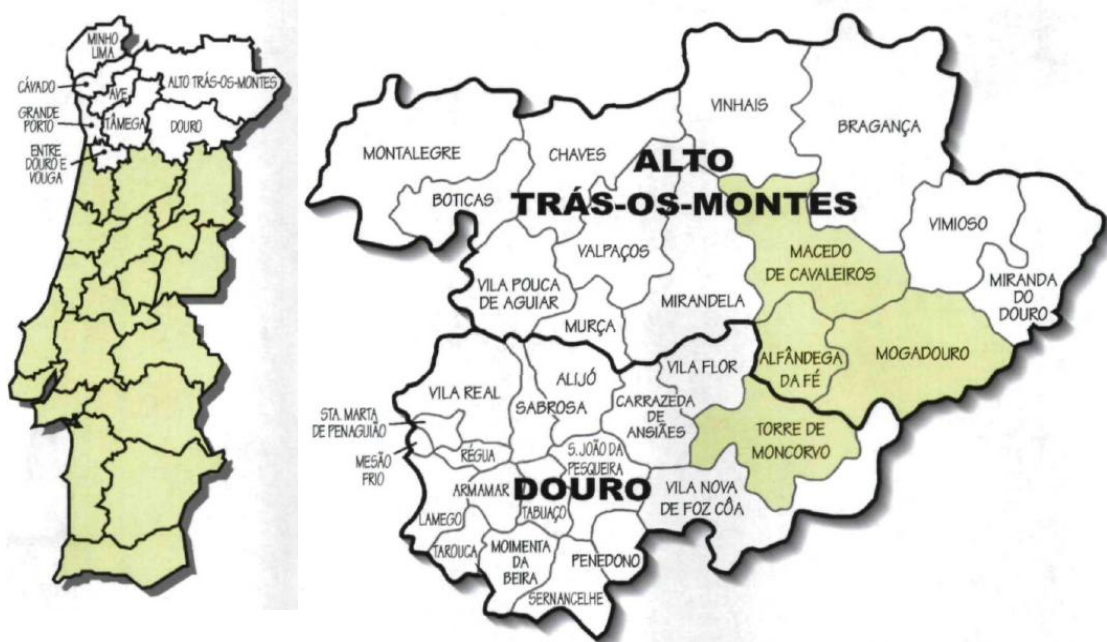 MINHO
LIMA
CÁVADO
AVE
ALTO TRÁS-OS-MONTES
GRANDE
PORTO
TÂMEGA
DOURO
ENTRE
DOURO E
VOUGA
MONTALEGRE
CHAVES
VINHAIS
BRAGANÇA
BOTICAS
ALTO
TRÁS-OS-MONTES
VALPAÇOS
VIMIOSO
MACEDO
DE CAVALEIROS
VILA POUCA
DE AGUIAR
MIRANDELA
MIRANDA
DO
DOURO
MURÇA
ALFÂNDEGA
DA FÉ
MOGADOURO
VILA REAL
ALIJÓ
VILA FLOR
SABROSA
CARRAZEDA
DE
ANSIÃES
STA. MARTA
DE PENAGUIÃO
TORRE DE
MONCORVO
MESÃO
FRIO
RÉGUA
S. JOÃO DA
PESQUEIRA
ARMAMAR
DOURO
VILA NOVA
DE FOZ CÔA
LAMEGO
TABUAÇO
TAROUCA
MOIMENTA
DA
BEIRA
PENEDONO
SERNANCELHE